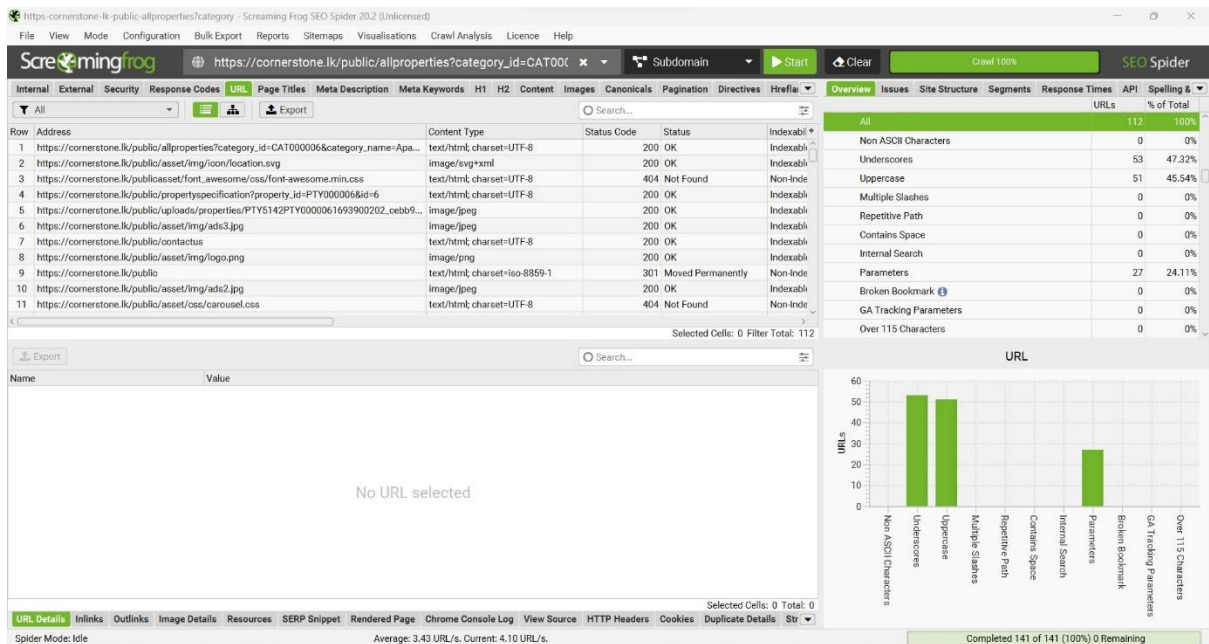 https-cornerstone-lk-public-allproperties?category - Screaming Frog SEO Spider 20.2 (Unlicensed)
File View Mode Configuration Bulk Export Reports Sitemaps Visualisations Crawl Analysis Licence Help
Screamingfrog https://cornerstone.lk/public/allproperties?category_id=CAT000 Subdomain Start Clear Crawl 100% SEO Spider
Internal External Security Response Codes URL Page Titles Meta Description Meta Keywords H1 H2 Content Images Canonicals Pagination Directives Hreflan
All Export Search...
Row Address Content Type Status Code Status Indexabil
1 https://cornerstone.lk/public/allproperties?category_id=CAT000006&category_name=Apa... text/html; charset=UTF-8 200 OK Indexable
2 https://cornerstone.lk/public/asset/img/icon/location.svg image/svg+xml 200 OK Indexable
3 https://cornerstone.lk/publicasset/font_awesome/css/font-awesome.min.css text/html; charset=UTF-8 404 Not Found Non-Inde
4 https://cornerstone.lk/public/propertyspecification?property_id=PTY000006&id=6 text/html; charset=UTF-8 200 OK Indexable
5 https://cornerstone.lk/public/uploads/properties/PTY5142PTY0000061693900202_cebb9... image/jpeg 200 OK Indexable
6 https://cornerstone.lk/public/asset/img/ads3.jpg image/jpeg 200 OK Indexable
7 https://cornerstone.lk/public/contactus text/html; charset=UTF-8 200 OK Indexable
8 https://cornerstone.lk/public/asset/img/logo.png image/png 200 OK Indexable
9 https://cornerstone.lk/public text/html; charset=iso-8859-1 301 Moved Permanently Non-Inde
10 https://cornerstone.lk/public/asset/img/ads2.jpg image/jpeg 200 OK Indexable
11 https://cornerstone.lk/public/asset/css/carousel.css text/html; charset=UTF-8 404 Not Found Non-Inde
Selected Cells: 0 Filter Total: 112
Export Search...
Name Value
No URL selected
Selected Cells: 0 Total: 0
URL Details Inlinks Outlinks Image Details Resources SERP Snippet Rendered Page Chrome Console Log View Source HTTP Headers Cookies Duplicate Details Str
Overview Issues Site Structure Segments Response Times API Spelling &
URLs % of Total
All 112 100%
Non ASCII Characters 0 0%
Underscores 53 47.32%
Uppercase 51 45.54%
Multiple Slashes 0 0%
Repetitive Path 0 0%
Contains Space 0 0%
Internal Search 0 0%
Parameters 27 24.11%
Broken Bookmark 0 0%
GA Tracking Parameters 0 0%
Over 115 Characters 0 0%
URL
60
50
40
30
20
10
0
URLs
Non ASCII Characters
Underscores
Uppercase
Multiple Slashes
Repetitive Path
Contains Space
Internal Search
Parameters
Broken Bookmark
GA Tracking Parameters
Over 115 Characters
Spider Mode: Idle Average: 3.43 URL/s. Current: 4.10 URL/s. Completed 141 of 141 (100%) 0 Remaining